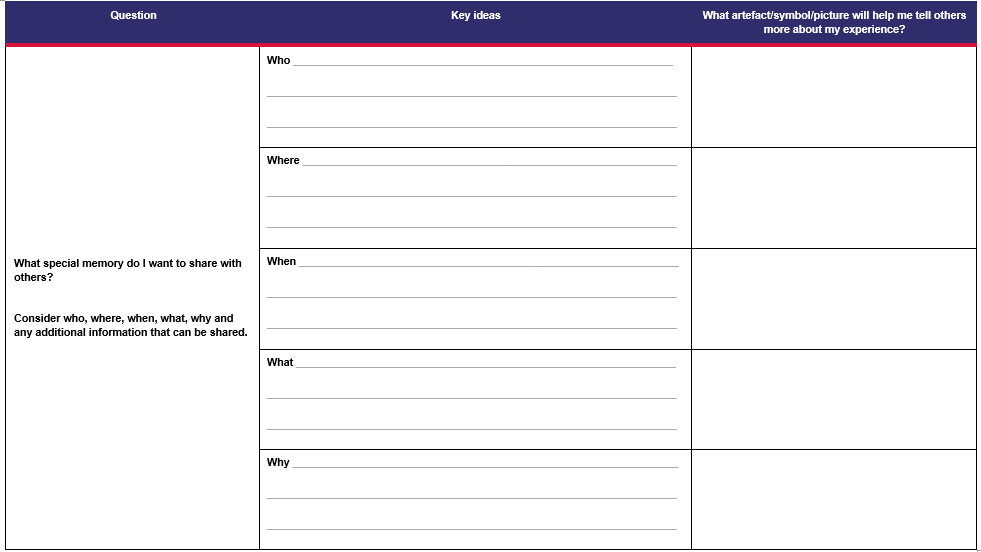 Question
Key ideas
What artefact/symbol/picture will help me tell others
more about my experience?
What special memory do I want to share with
others?
Consider who, where, when, what, why and
any additional information that can be shared.
Who
Where
When
What
Why